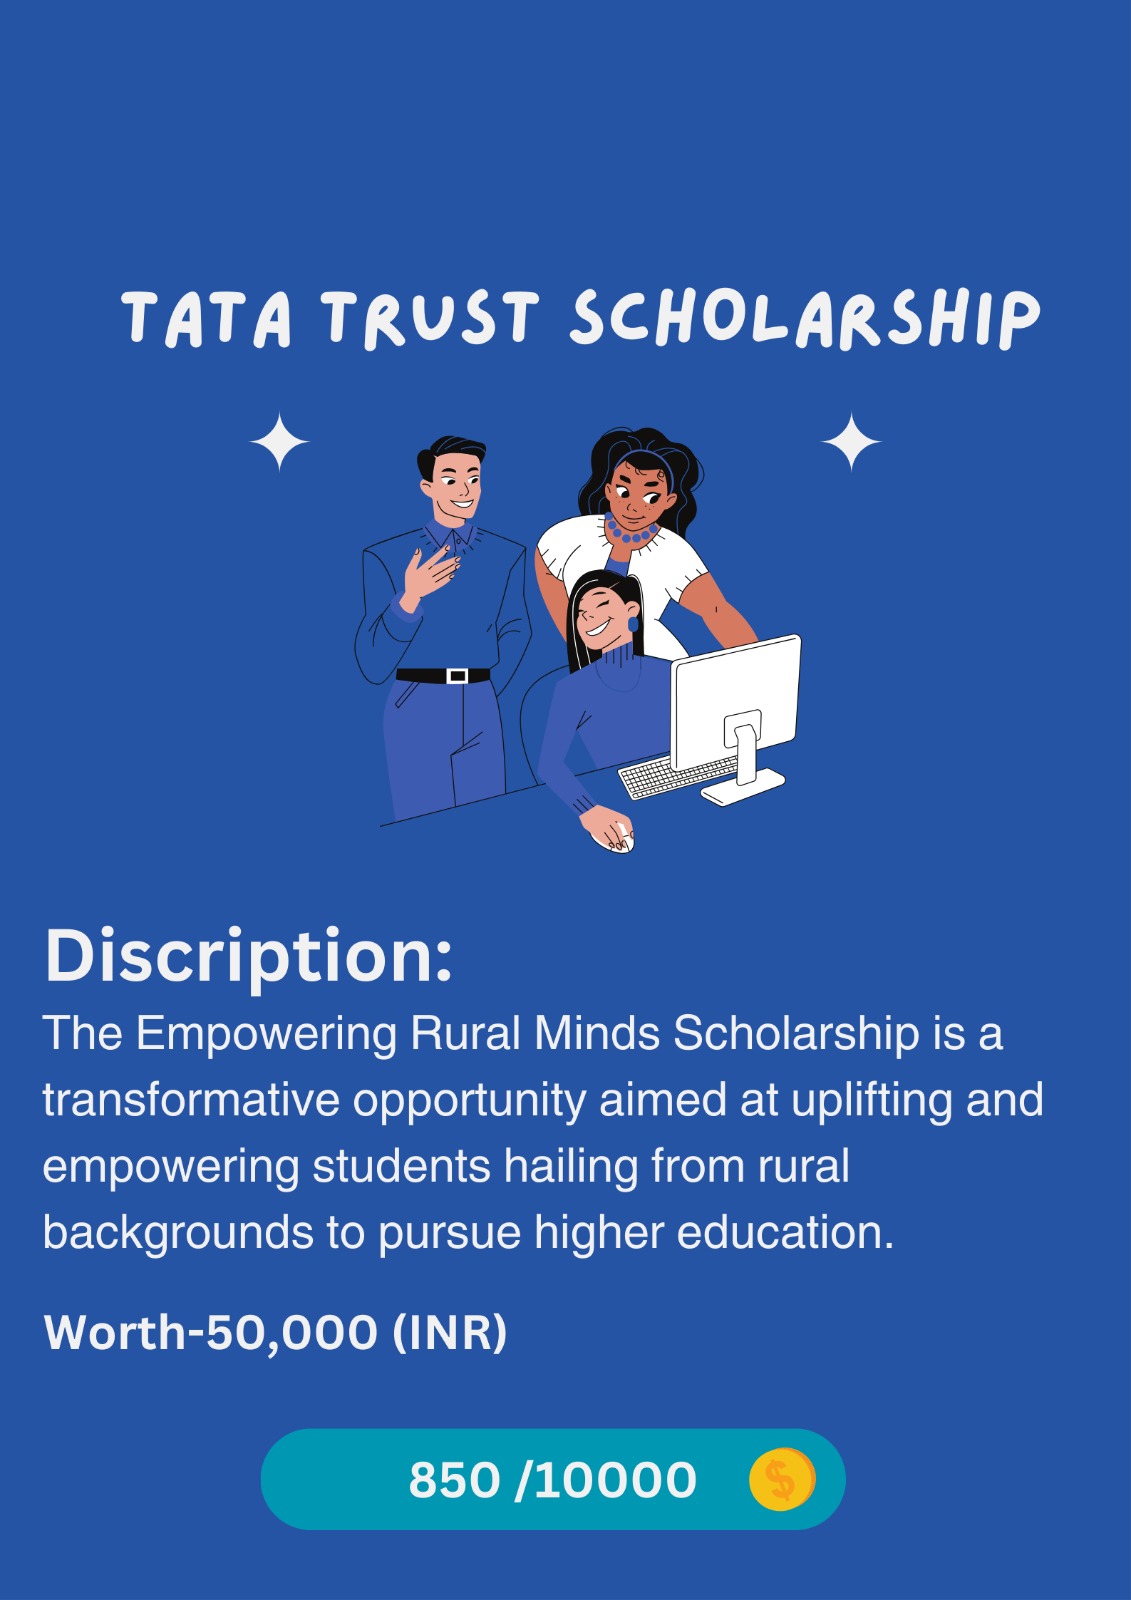 TATA TRUST SCHOLARSHIP
Discription:
The Empowering Rural Minds Scholarship is a
transformative opportunity aimed at uplifting and
empowering students hailing from rural
backgrounds to pursue higher education.
Worth-50,000 (INR)
850 /10000 $